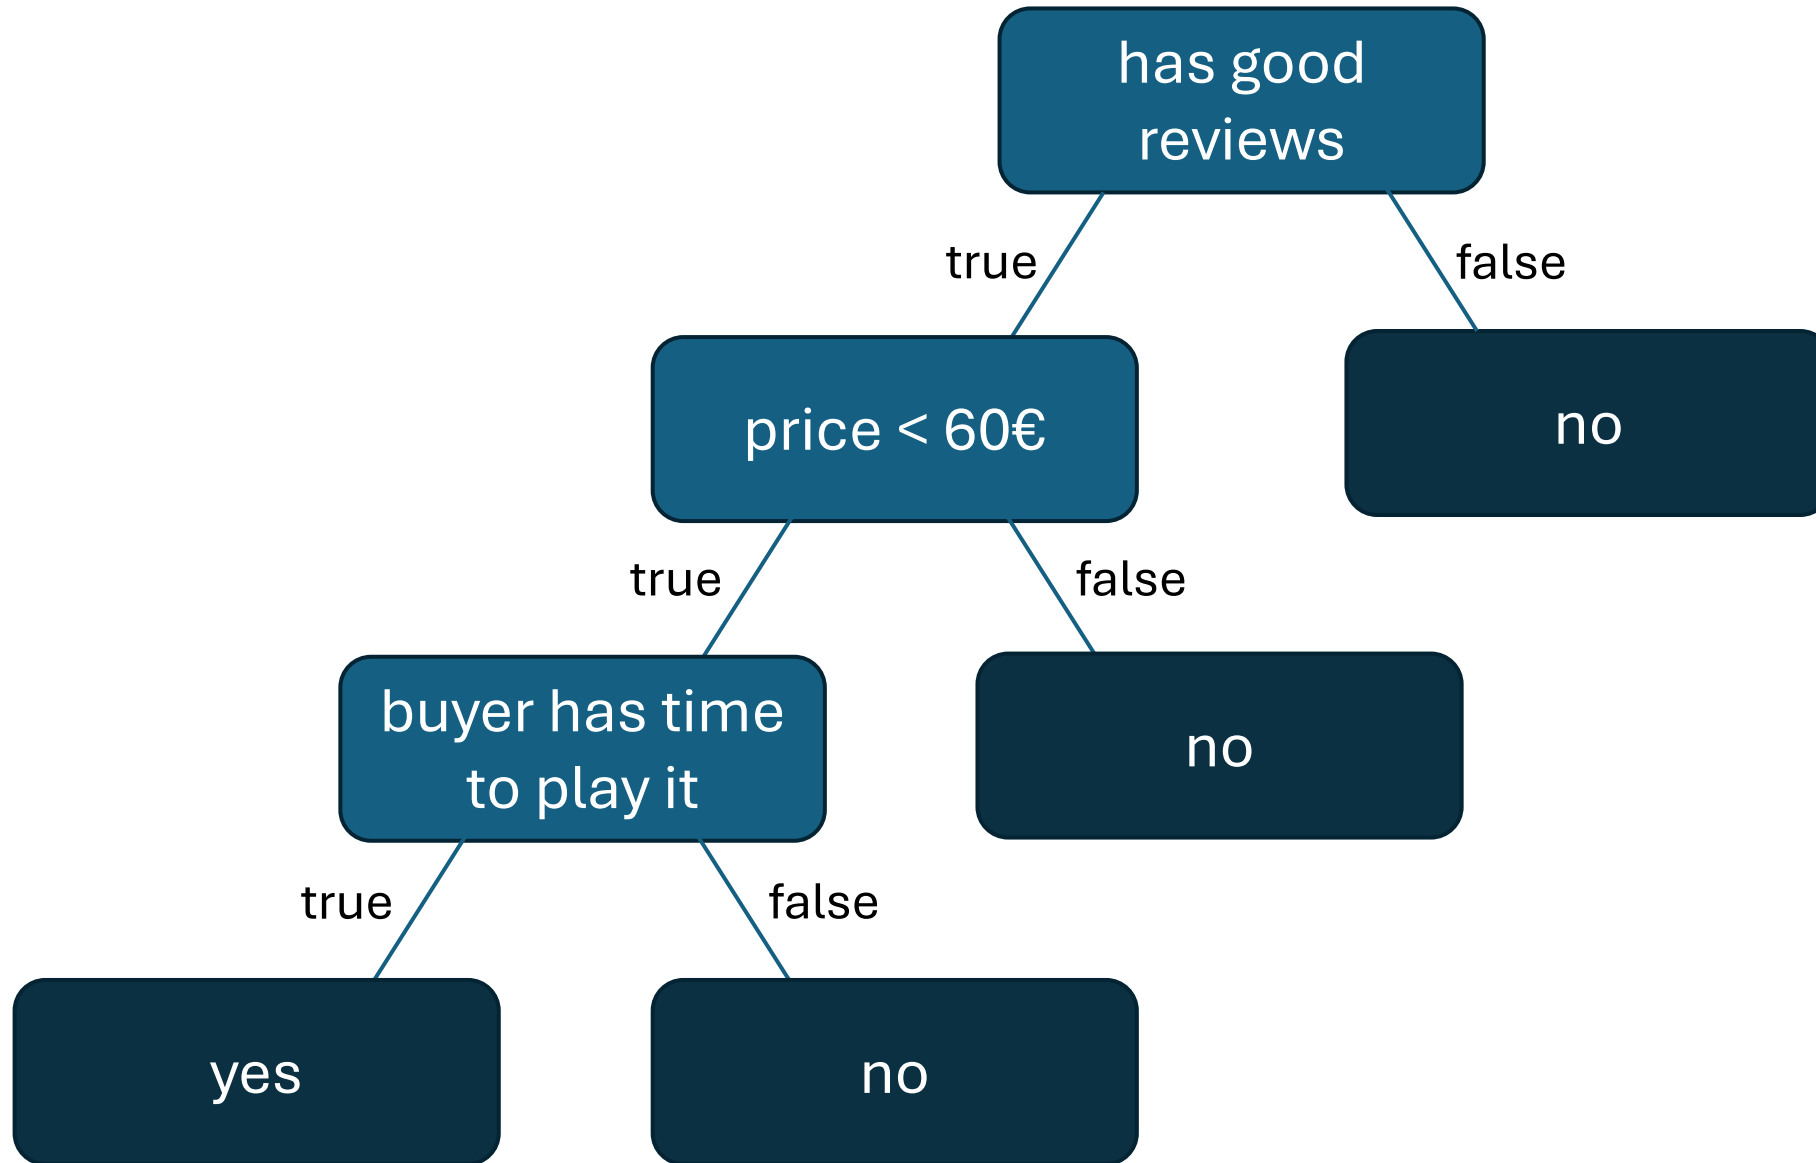 has good
reviews
true
false
price < 60€
no
true
false
buyer has time
to play it
no
true
false
yes
no